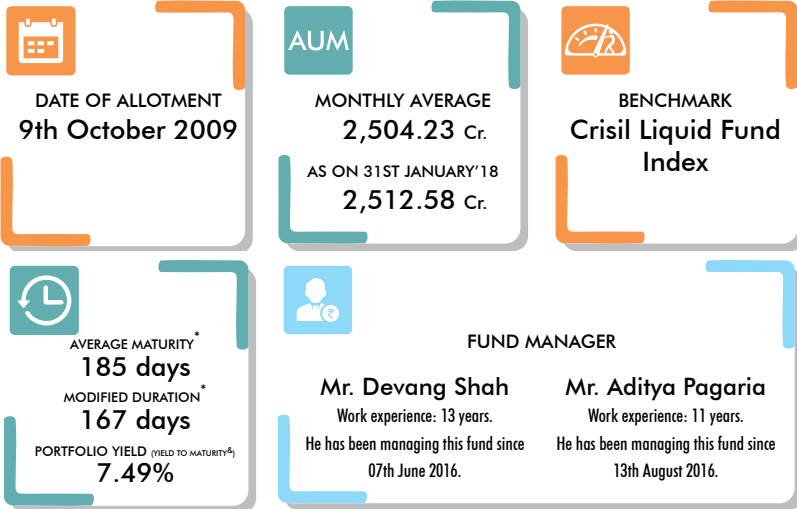 DATE OF ALLOTMENT
9th October 2009
AUM
MONTHLY AVERAGE
2,504.23 Cr.
AS ON 31ST JANUARY'18
2,512.58 Cr.
BENCHMARK
Crisil Liquid Fund
Index
AVERAGE MATURITY*
185 days
MODIFIED DURATION*
167 days
PORTFOLIO YIELD (YIELD TO MATURITY&)
7.49%
₹
FUND MANAGER
Mr. Devang Shah
Work experience: 13 years.
He has been managing this fund since
07th June 2016.
Mr. Aditya Pagaria
Work experience: 11 years.
He has been managing this fund since
13th August 2016.